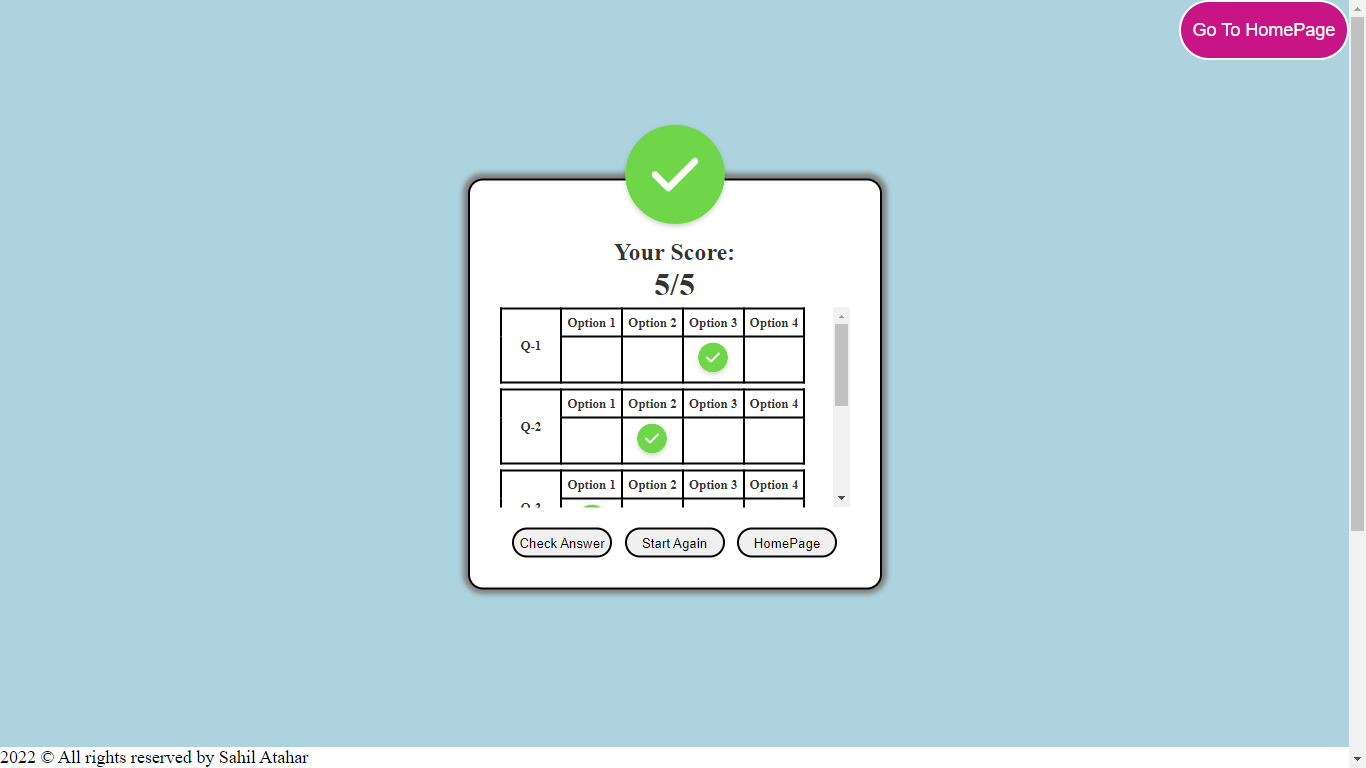 Go To HomePage
Your Score:
5/5
Q-1 Option 1 Option 2 Option 3 Option 4
Q-2 Option 1 Option 2 Option 3 Option 4
Option 1 Option 2 Option 3 Option 4
Check Answer Start Again HomePage
2022 © All rights reserved by Sahil Atahar